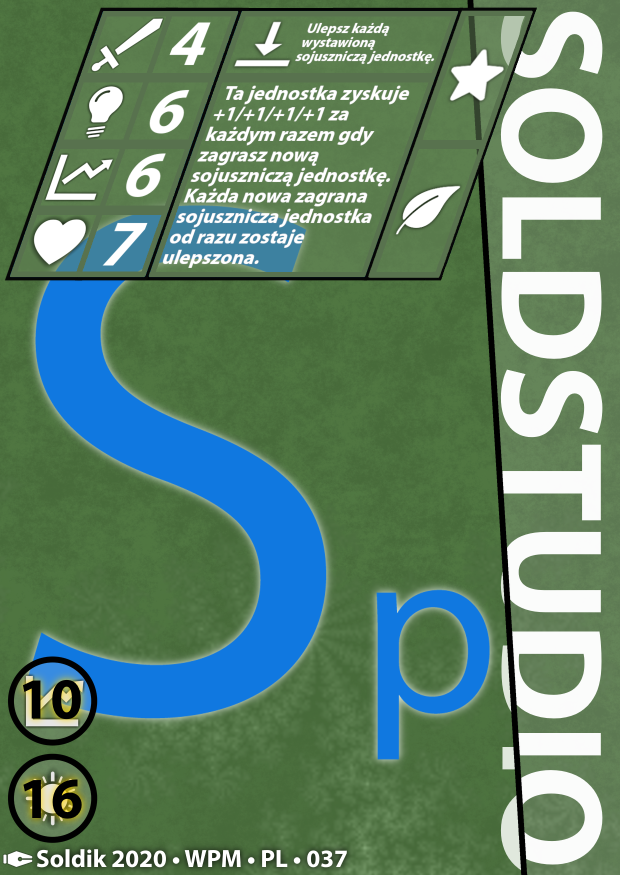 4
Ulepsz każdą
wystawioną
sojuszniczą jednostkę.
6
6
7
Ta jednostka zyskuje
+1/+1/+1/+1 za
każdym razem gdy
zagrasz nową
sojuszniczą jednostkę.
Każda nowa zagrana
sojusznicza jednostka
od razu zostaje
ulepszona.
SOLDSTUDIO
Sp
10
16
Soldik 2020 • WPM • PL • 037